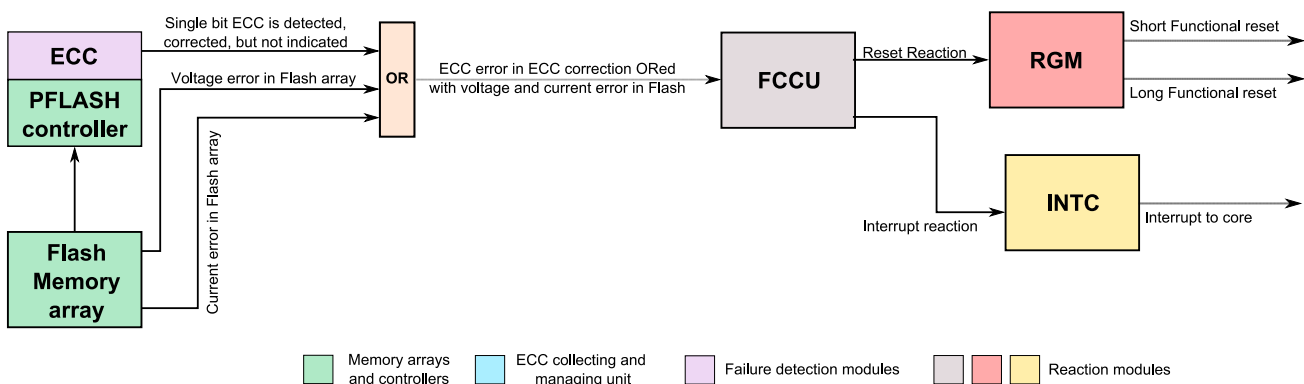 Single bit ECC is detected,
corrected, but not indicated
ECC
PFLASH
controller
Voltage error in Flash array
Current error in Flash array
Flash
Memory
array
OR
ECC error in ECC correction ORed
with voltage and current error in Flash
FCCU
Reset Reaction
RGM
Short Functional reset
Long Functional reset
Interrupt reaction
INTC
Interrupt to core
Memory arrays
and controllers
ECC collecting and
managing unit
Failure detection modules
Reaction modules